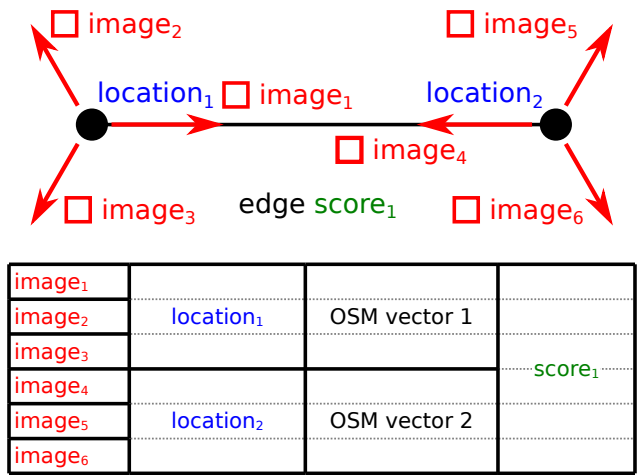 image₂
image₅
location₁
image₁
location₂
image₄
image₃
edge score₁
image₆
image₁
image₂
location₁
OSM vector 1
image₃
score₁
image₄
image₅
location₂
OSM vector 2
image₆